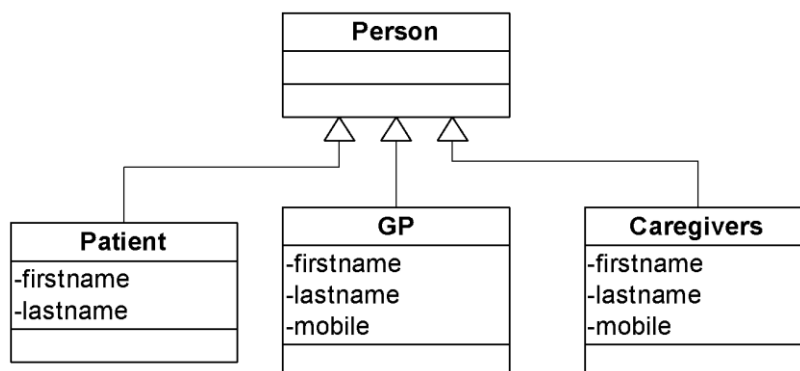 Person
Patient
-firstname
-lastname
GP
-firstname
-lastname
-mobile
Caregivers
-firstname
-lastname
-mobile